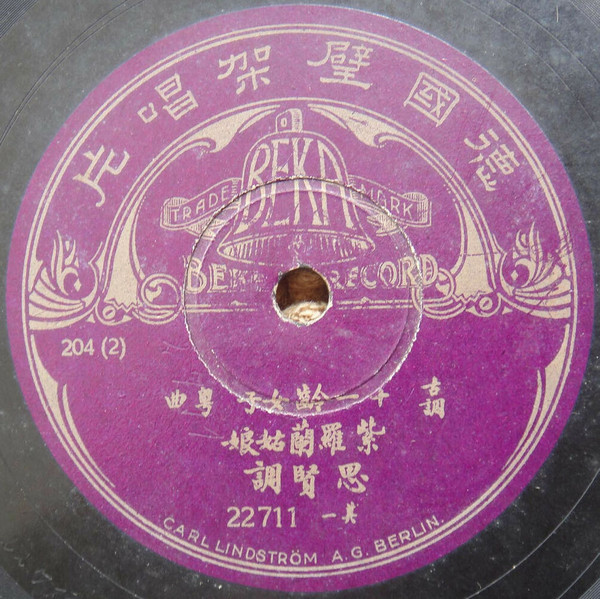 德國璧架唱片
BEKA
TRADE MARK
BEKA RECORD
204 (2)
古調 十一齡女子 粵曲
紫羅蘭姑娘
思賢調
22711 其一
CARL LINDSTRÖM A.G. BERLIN.